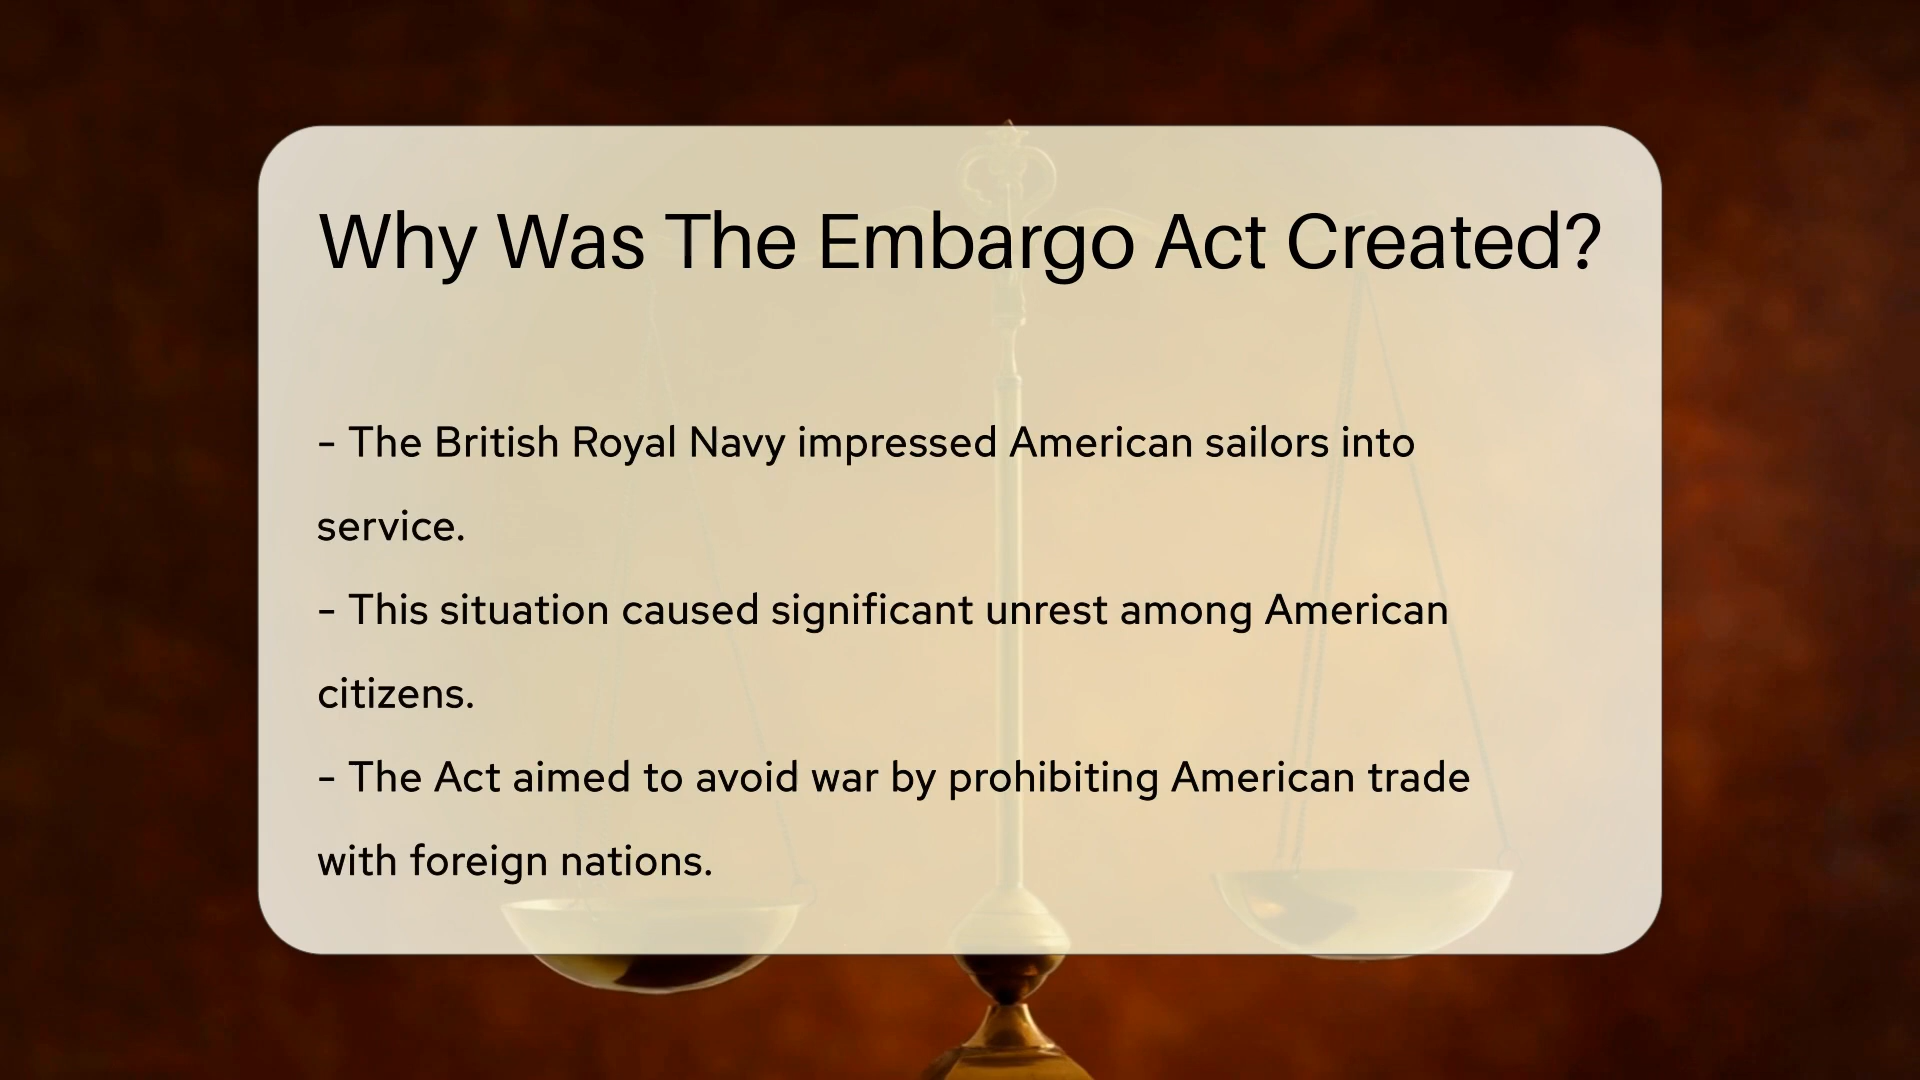 Why Was The Embargo Act Created?
- The British Royal Navy impressed American sailors into
service.
- This situation caused significant unrest among American
citizens.
- The Act aimed to avoid war by prohibiting American trade
with foreign nations.